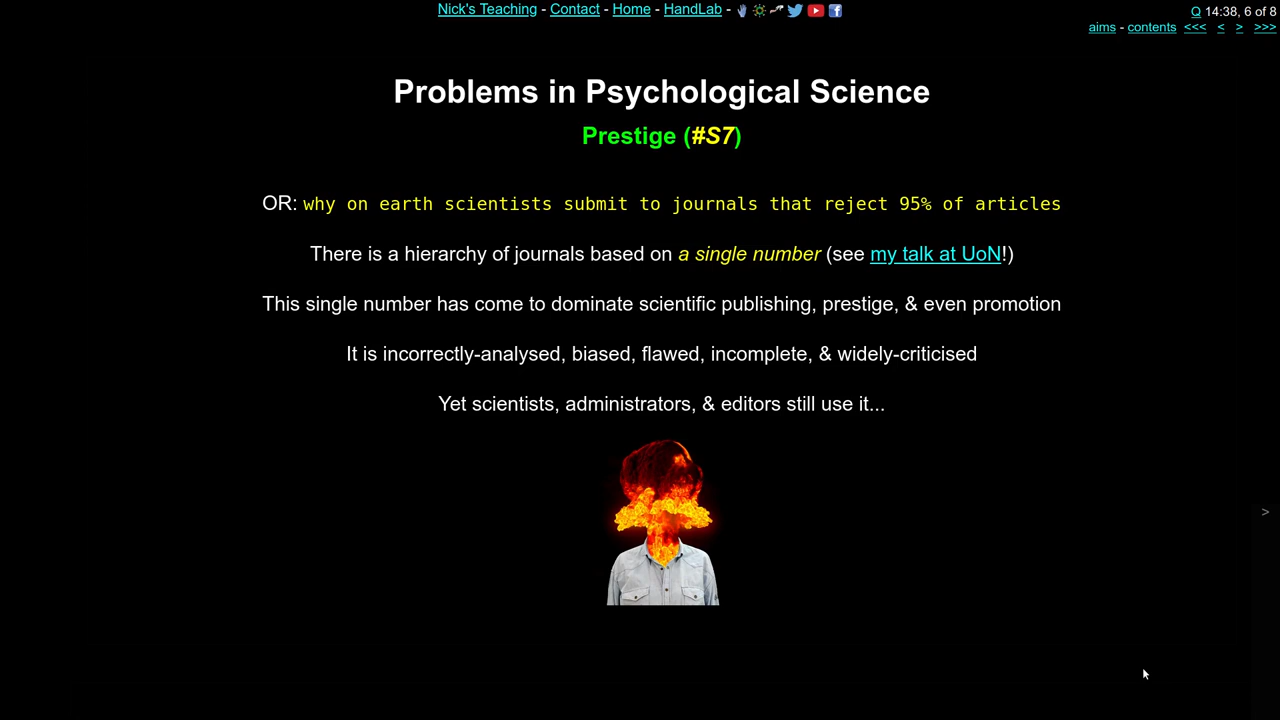 Nick's Teaching - Contact - Home - HandLab -
Q 14:38, 6 of 8
aims - contents <<< < > >>>
Problems in Psychological Science
Prestige (#S7)
OR: why on earth scientists submit to journals that reject 95% of articles
There is a hierarchy of journals based on a single number (see my talk at UoN!)
This single number has come to dominate scientific publishing, prestige, & even promotion
It is incorrectly-analysed, biased, flawed, incomplete, & widely-criticised
Yet scientists, administrators, & editors still use it...
>